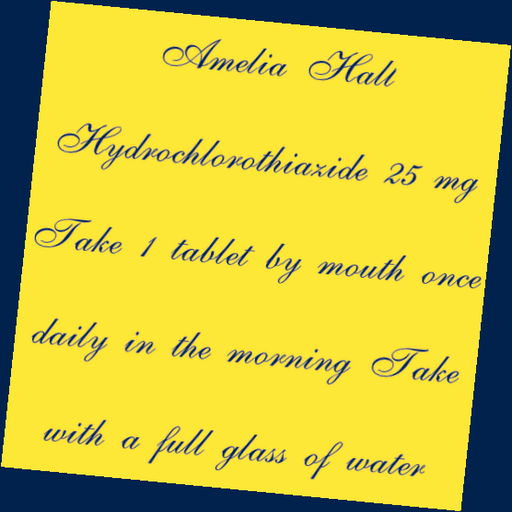 Amelia Halt
Hydrochlorothiazide 25 mg
Take 1 tablet by mouth once
daily in the morning Take
with a full glass of water